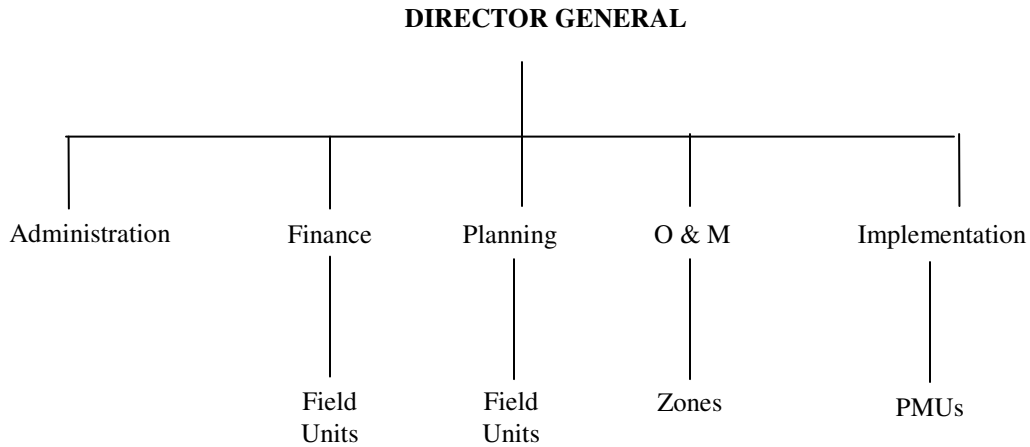 DIRECTOR GENERAL
Administration
Finance
Planning
O & M
Implementation
Field
Units
Field
Units
Zones
PMUs